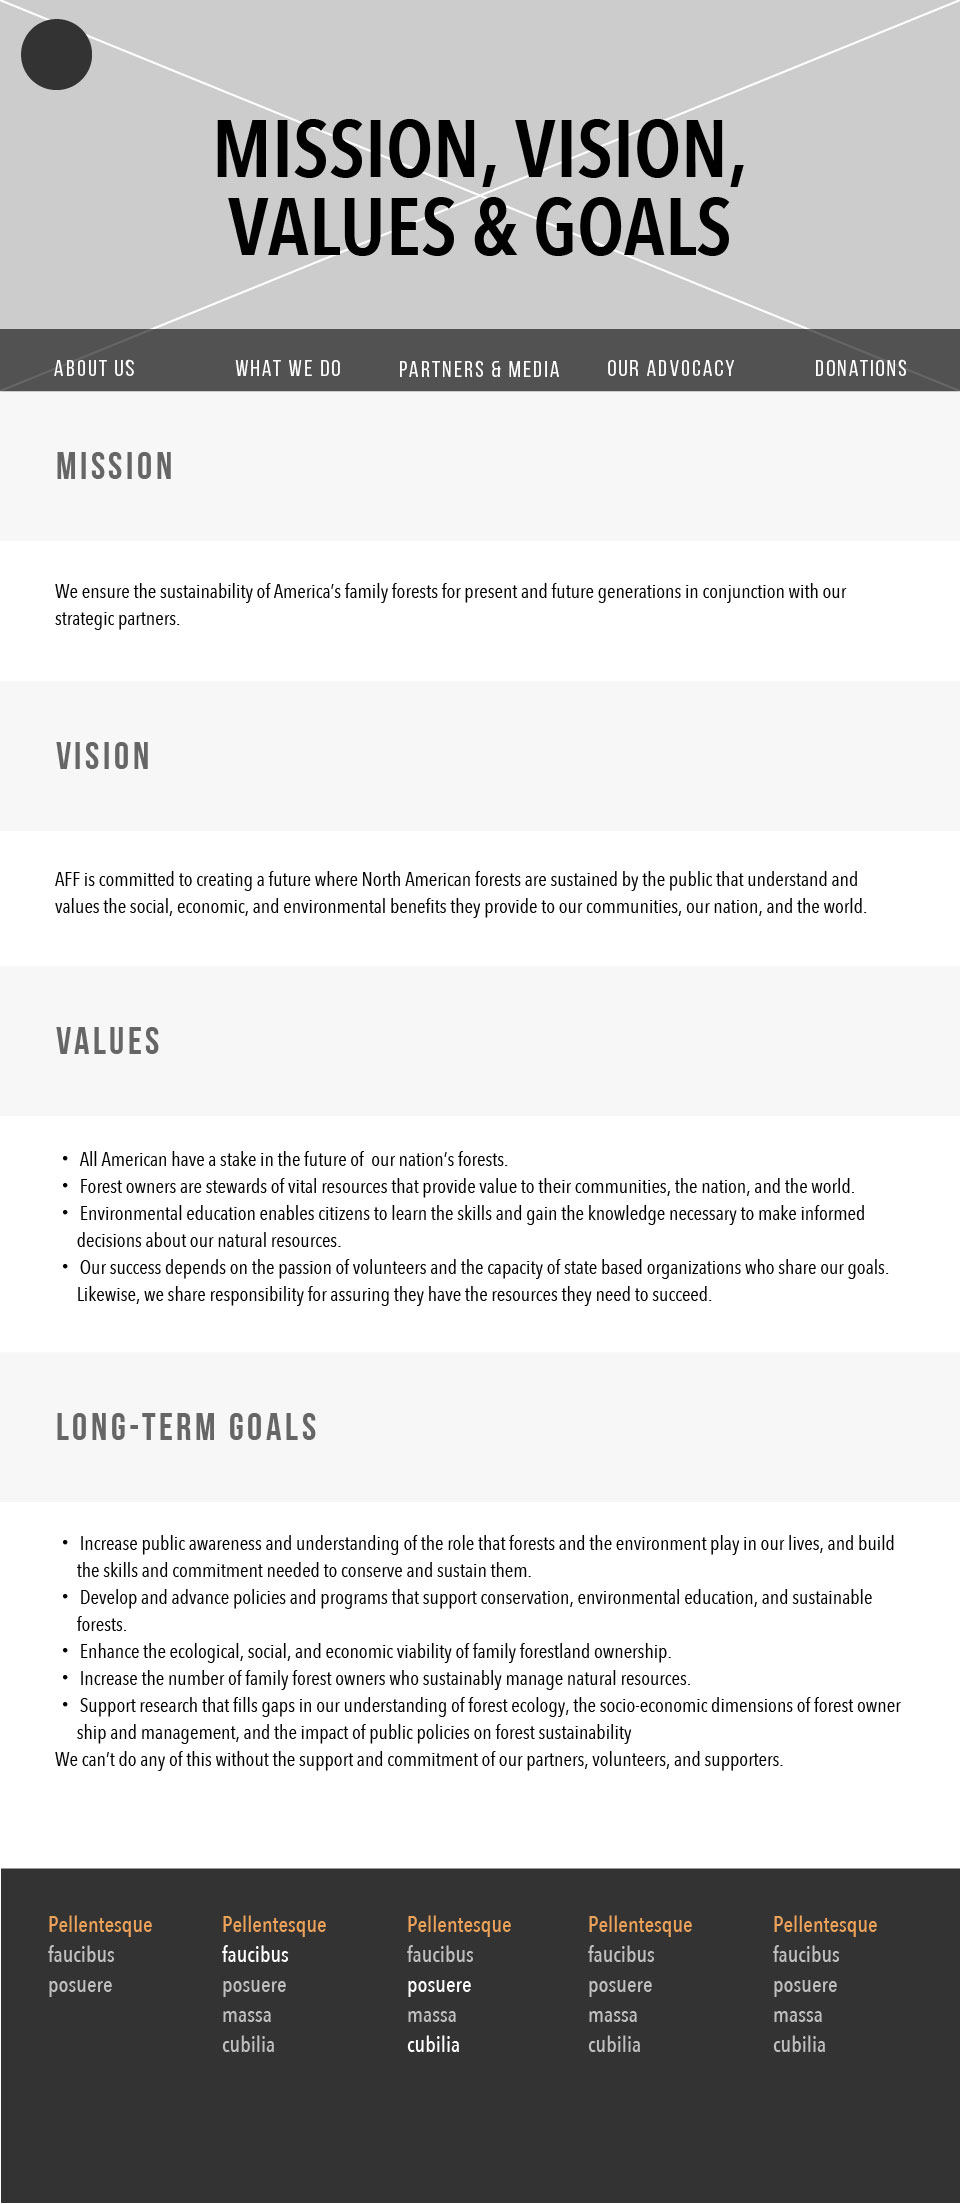 MISSION, VISION,
VALUES & GOALS
ABOUT US
WHAT WE DO
PARTNERS & MEDIA
OUR ADVOCACY
DONATIONS
MISSION
We ensure the sustainability of America’s family forests for present and future generations in conjunction with our
strategic partners.
VISION
AFF is committed to creating a future where North American forests are sustained by the public that understand and
values the social, economic, and environmental benefits they provide to our communities, our nation, and the world.
VALUES
• All American have a stake in the future of  our nation’s forests.
• Forest owners are stewards of vital resources that provide value to their communities, the nation, and the world.
• Environmental education enables citizens to learn the skills and gain the knowledge necessary to make informed
decisions about our natural resources.
• Our success depends on the passion of volunteers and the capacity of state based organizations who share our goals.
Likewise, we share responsibility for assuring they have the resources they need to succeed.
LONG-TERM GOALS
• Increase public awareness and understanding of the role that forests and the environment play in our lives, and build
the skills and commitment needed to conserve and sustain them.
• Develop and advance policies and programs that support conservation, environmental education, and sustainable
forests.
• Enhance the ecological, social, and economic viability of family forestland ownership.
• Increase the number of family forest owners who sustainably manage natural resources.
• Support research that fills gaps in our understanding of forest ecology, the socio-economic dimensions of forest owner
ship and management, and the impact of public policies on forest sustainability
We can’t do any of this without the support and commitment of our partners, volunteers, and supporters.
Pellentesque
faucibus
posuere
Pellentesque
faucibus
posuere
massa
cubilia
Pellentesque
faucibus
posuere
massa
cubilia
Pellentesque
faucibus
posuere
massa
cubilia
Pellentesque
faucibus
posuere
massa
cubilia